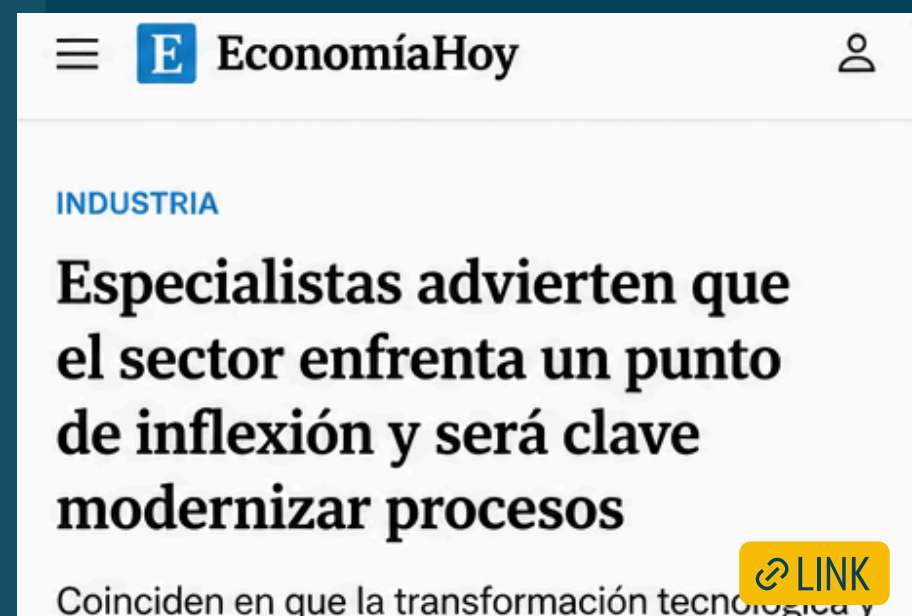 E EconomíaHoy
INDUSTRIA
Especialistas advierten que
el sector enfrenta un punto
de inflexión y será clave
modernizar procesos
LINK
Coinciden en que la transformación tecnológica y